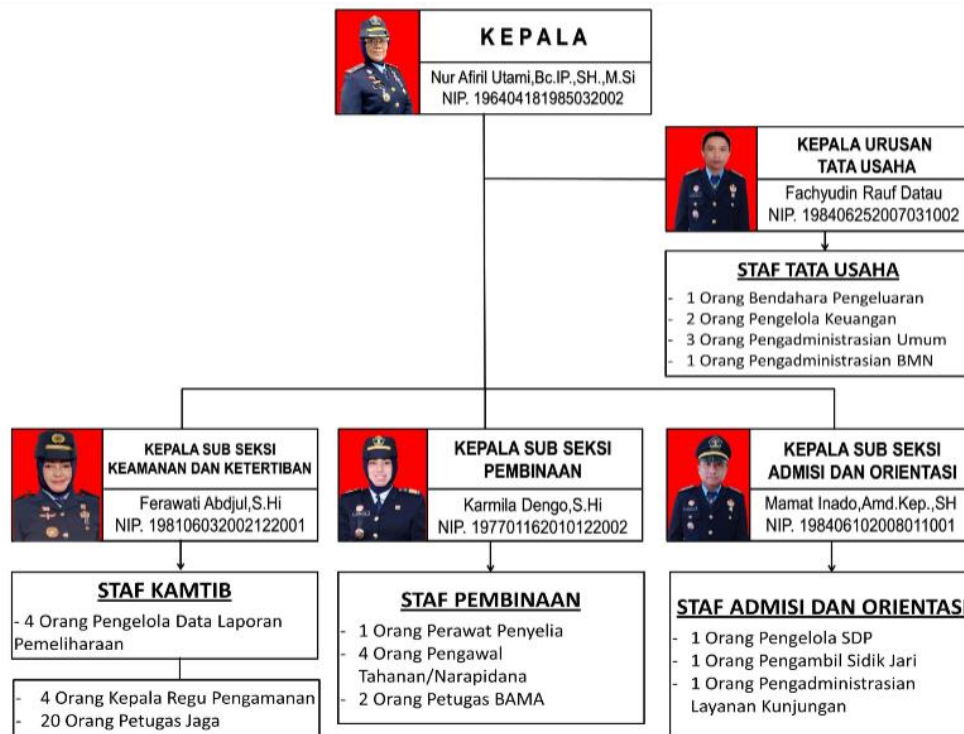 KEPALA
Nur Afiril Utami,Bc.IP.,SH.,M.Si
NIP. 196404181985032002
KEPALA URUSAN
TATA USAHA
Fachyudin Rauf Datau
NIP. 198406252007031002
STAF TATA USAHA
- 1 Orang Bendahara Pengeluaran
- 2 Orang Pengelola Keuangan
- 3 Orang Pengadministrasian Umum
- 1 Orang Pengadministrasian BMN
KEPALA SUB SEKSI
KEAMANAN DAN KETERTIBAN
Ferawati Abdjul,S.Hi
NIP. 198106032002122001
STAF KAMTIB
- 4 Orang Pengelola Data Laporan
Pemeliharaan
- 4 Orang Kepala Regu Pengamanan
- 20 Orang Petugas Jaga
KEPALA SUB SEKSI
PEMBINAAN
Karmila Dengo,S.Hi
NIP. 197701162010122002
STAF PEMBINAAN
- 1 Orang Perawat Penyelia
- 4 Orang Pengawal
Tahanan/Narapidana
- 2 Orang Petugas BAMA
KEPALA SUB SEKSI
ADMISI DAN ORIENTASI
Mamat Inado,Amd.Kep.,SH
NIP. 198406102008011001
STAF ADMISI DAN ORIENTASI
- 1 Orang Pengelola SDP
- 1 Orang Pengambil Sidik Jari
- 1 Orang Pengadministrasian
Layanan Kunjungan